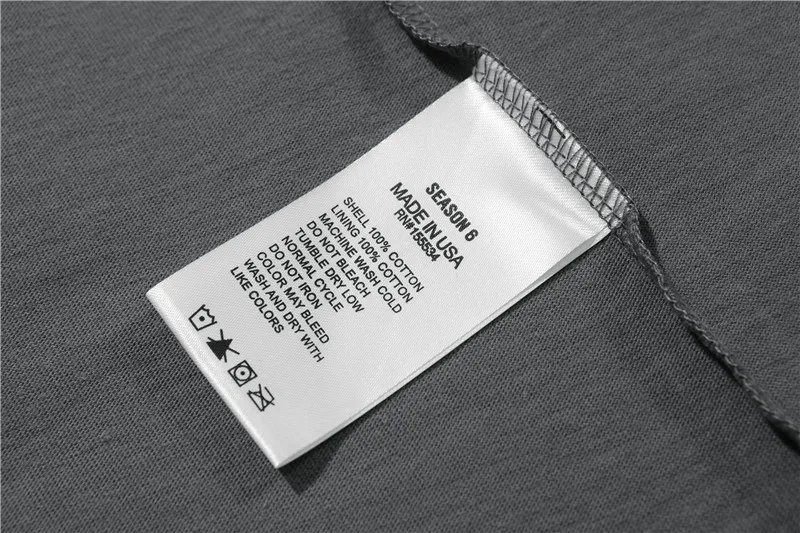 SEASON 6
MADE IN USA
RN#155534
SHELL 100% COTTON
LINING 100% COTTON
MACHINE WASH COLD
DO NOT BLEACH
TUMBLE DRY LOW
NORMAL CYCLE
DO NOT IRON
COLOR MAY BLEED
WASH AND DRY WITH
LIKE COLORS